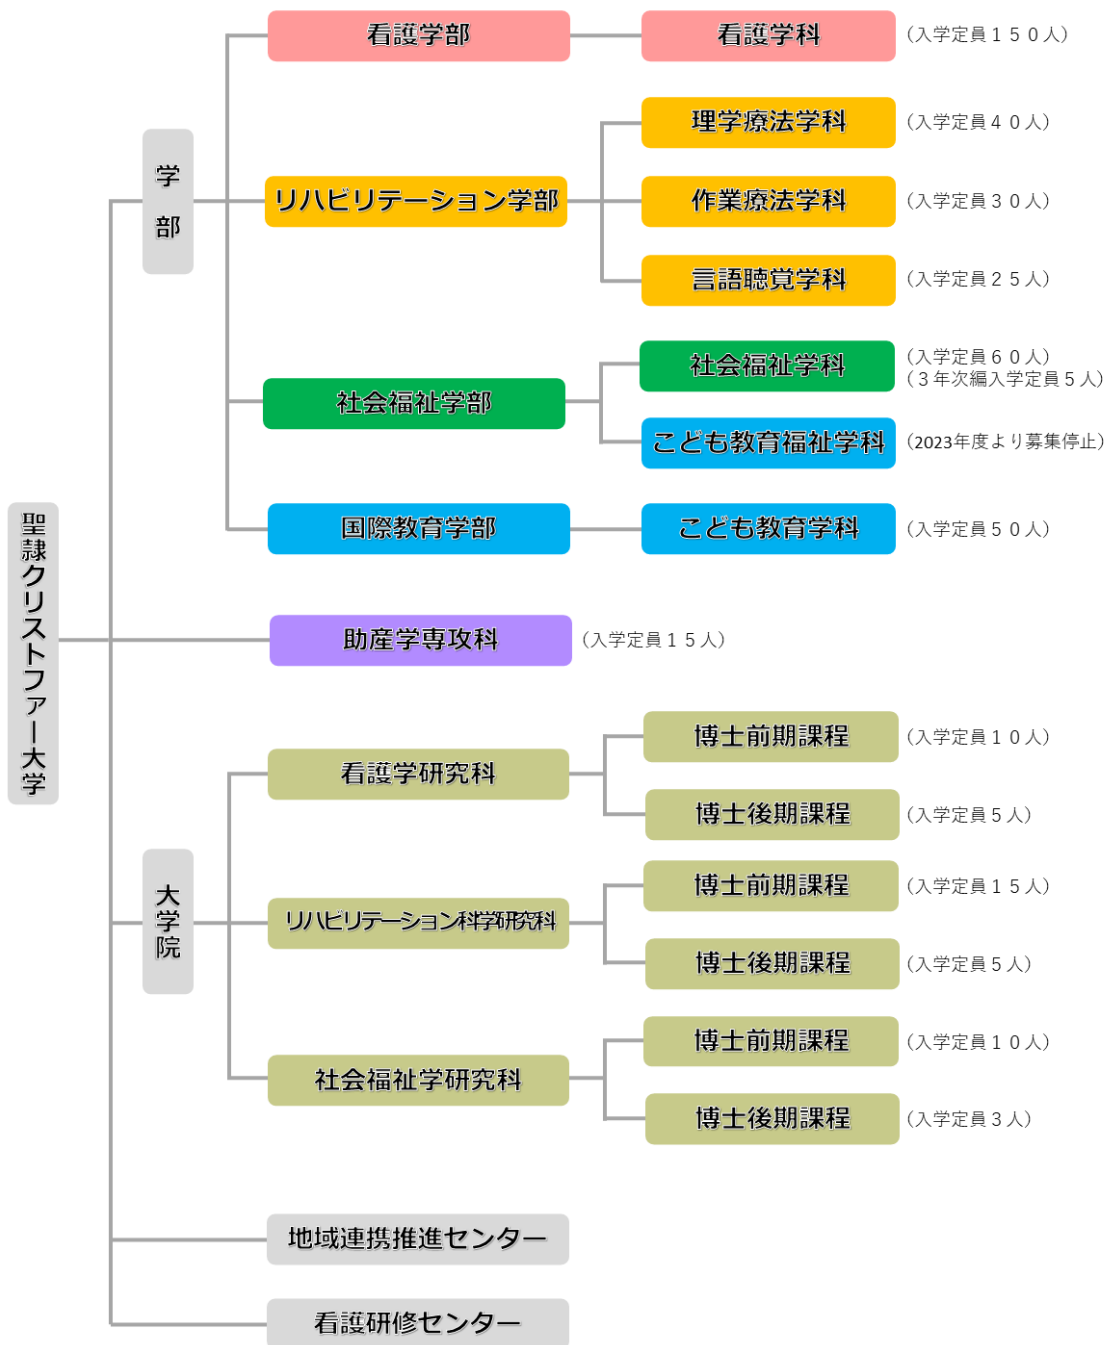 聖隷クリストファー大学
学部
看護学部
看護学科
（入学定員１５０人）
リハビリテーション学部
理学療法学科
（入学定員４０人）
作業療法学科
（入学定員３０人）
言語聴覚学科
（入学定員２５人）
社会福祉学部
社会福祉学科
（入学定員６０人）
（３年次編入学定員５人）
こども教育福祉学科
（2023年度より募集停止）
国際教育学部
こども教育学科
（入学定員５０人）
助産学専攻科
（入学定員１５人）
大学院
看護学研究科
博士前期課程
（入学定員１０人）
博士後期課程
（入学定員５人）
リハビリテーション科学研究科
博士前期課程
（入学定員１５人）
博士後期課程
（入学定員５人）
社会福祉学研究科
博士前期課程
（入学定員１０人）
博士後期課程
（入学定員３人）
地域連携推進センター
看護研修センター